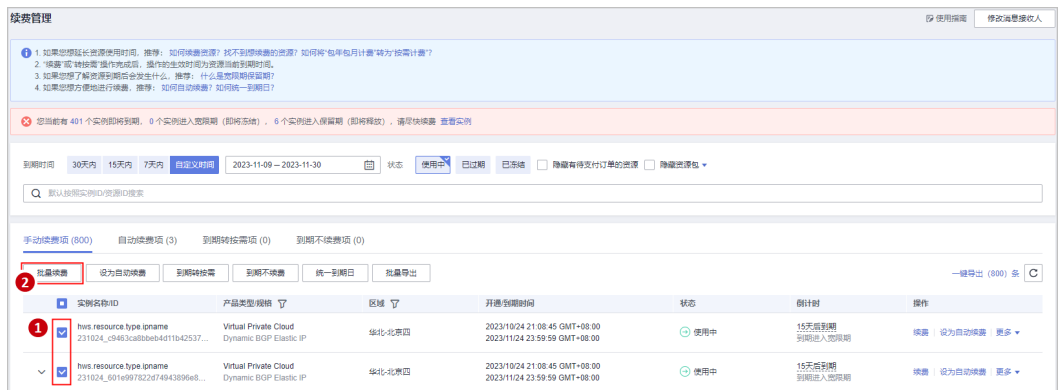 续费管理
使用指南 修改消息接收人
1. 如果您想延长资源使用时间，推荐： 如何续费资源？找不到想续费的资源？如何将“包年包月计费”转为“按需计费”？
2. “续费”或“转按需”操作完成后，操作的生效时间为资源当前到期时间。
3. 如果您想了解资源到期后会发生什么，推荐： 什么是宽限期保留期？
4. 如果您想方便地进行续费，推荐： 如何自动续费？如何统一到期日？
您当前有 401 个实例即将到期， 0 个实例进入宽限期（即将冻结）， 6 个实例进入保留期（即将释放），请尽快续费 查看实例
到期时间 30天内 15天内 7天内 自定义时间 2023-11-09 – 2023-11-30 状态 使用中 已过期 已冻结 隐藏有待支付订单的资源 隐藏资源包
默认按照实例ID/资源ID搜索
手动续费项 (800) 自动续费项 (3) 到期转按需项 (0) 到期不续费项 (0)
批量续费 设为自动续费 到期转按需 到期不续费 统一到期日 批量导出 一键导出（800）条
2
实例名称/ID 产品类型/规格 区域 开通/到期时间 状态 倒计时 操作
1
hws.resource.type.ipname Virtual Private Cloud 华北-北京四 2023/10/24 21:08:45 GMT+08:00 使用中 15天后到期 续费 设为自动续费 更多
231024_c9463ca8bbeb4d11b42537... Dynamic BGP Elastic IP 2023/11/24 23:59:59 GMT+08:00 到期进入宽限期
hws.resource.type.ipname Virtual Private Cloud 华北-北京四 2023/10/24 21:08:45 GMT+08:00 使用中 15天后到期 续费 设为自动续费 更多
231024_601e997822d74943896e8... Dynamic BGP Elastic IP 2023/11/24 23:59:59 GMT+08:00 到期进入宽限期